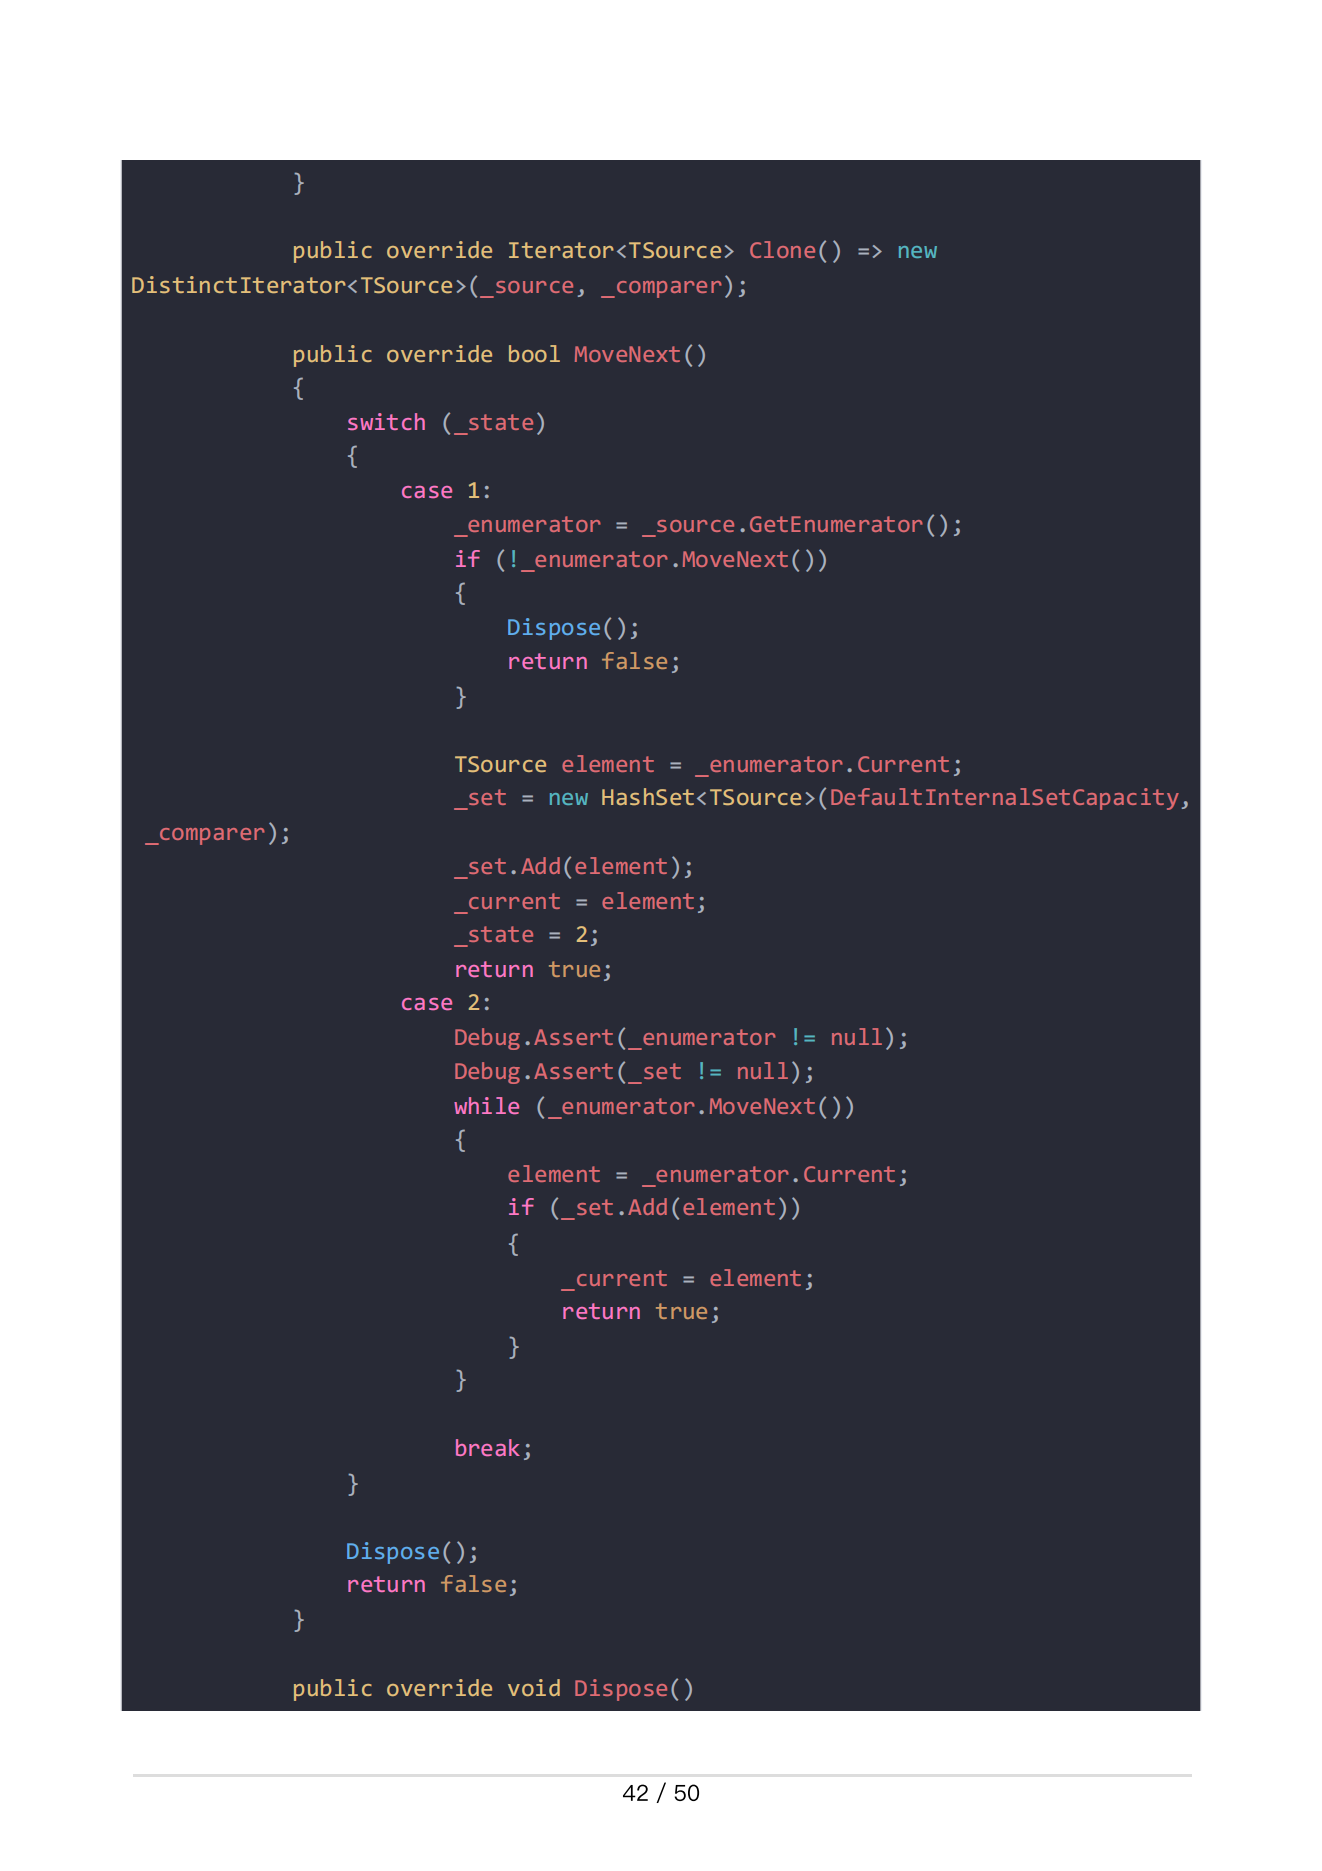 }
public override Iterator<TSource> Clone() => new
DistinctIterator<TSource>(_source, _comparer);
public override bool MoveNext()
{
switch (_state)
{
case 1:
_enumerator = _source.GetEnumerator();
if (!_enumerator.MoveNext())
{
Dispose();
return false;
}
TSource element = _enumerator.Current;
_set = new HashSet<TSource>(DefaultInternalSetCapacity,
_comparer);
_set.Add(element);
_current = element;
_state = 2;
return true;
case 2:
Debug.Assert(_enumerator != null);
Debug.Assert(_set != null);
while (_enumerator.MoveNext())
{
element = _enumerator.Current;
if (_set.Add(element))
{
_current = element;
return true;
}
}
break;
}
Dispose();
return false;
}
public override void Dispose()
42 / 50